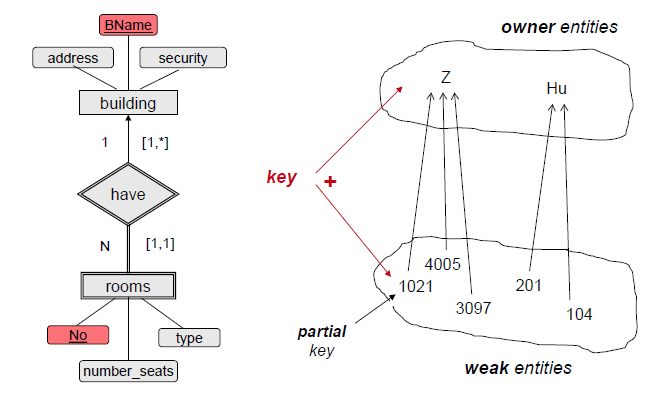 BName
address
security
building
1
[1,*]
have
N
[1,1]
rooms
No
type
number_seats
owner entities
Z
Hu
key
+
4005
1021
201
3097
104
partial
key
weak entities